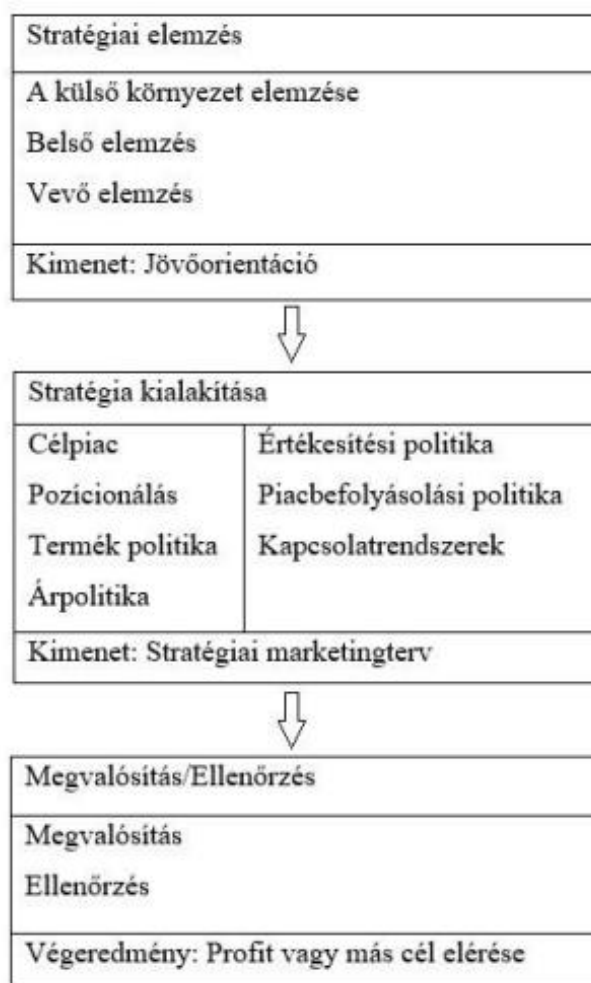 Stratégiai elemzés
A külső környezet elemzése
Belső elemzés
Vevő elemzés
Kimenet: Jövőorientáció
Stratégia kialakítása
Célpiac
Pozícionálás
Termék politika
Árpolitika
Értékesítési politika
Piacbefolyásolási politika
Kapcsolatrendszerek
Kimenet: Stratégiai marketingterv
Megvalósítás/Ellenőrzés
Megvalósítás
Ellenőrzés
Végeredmény: Profit vagy más cél elérése